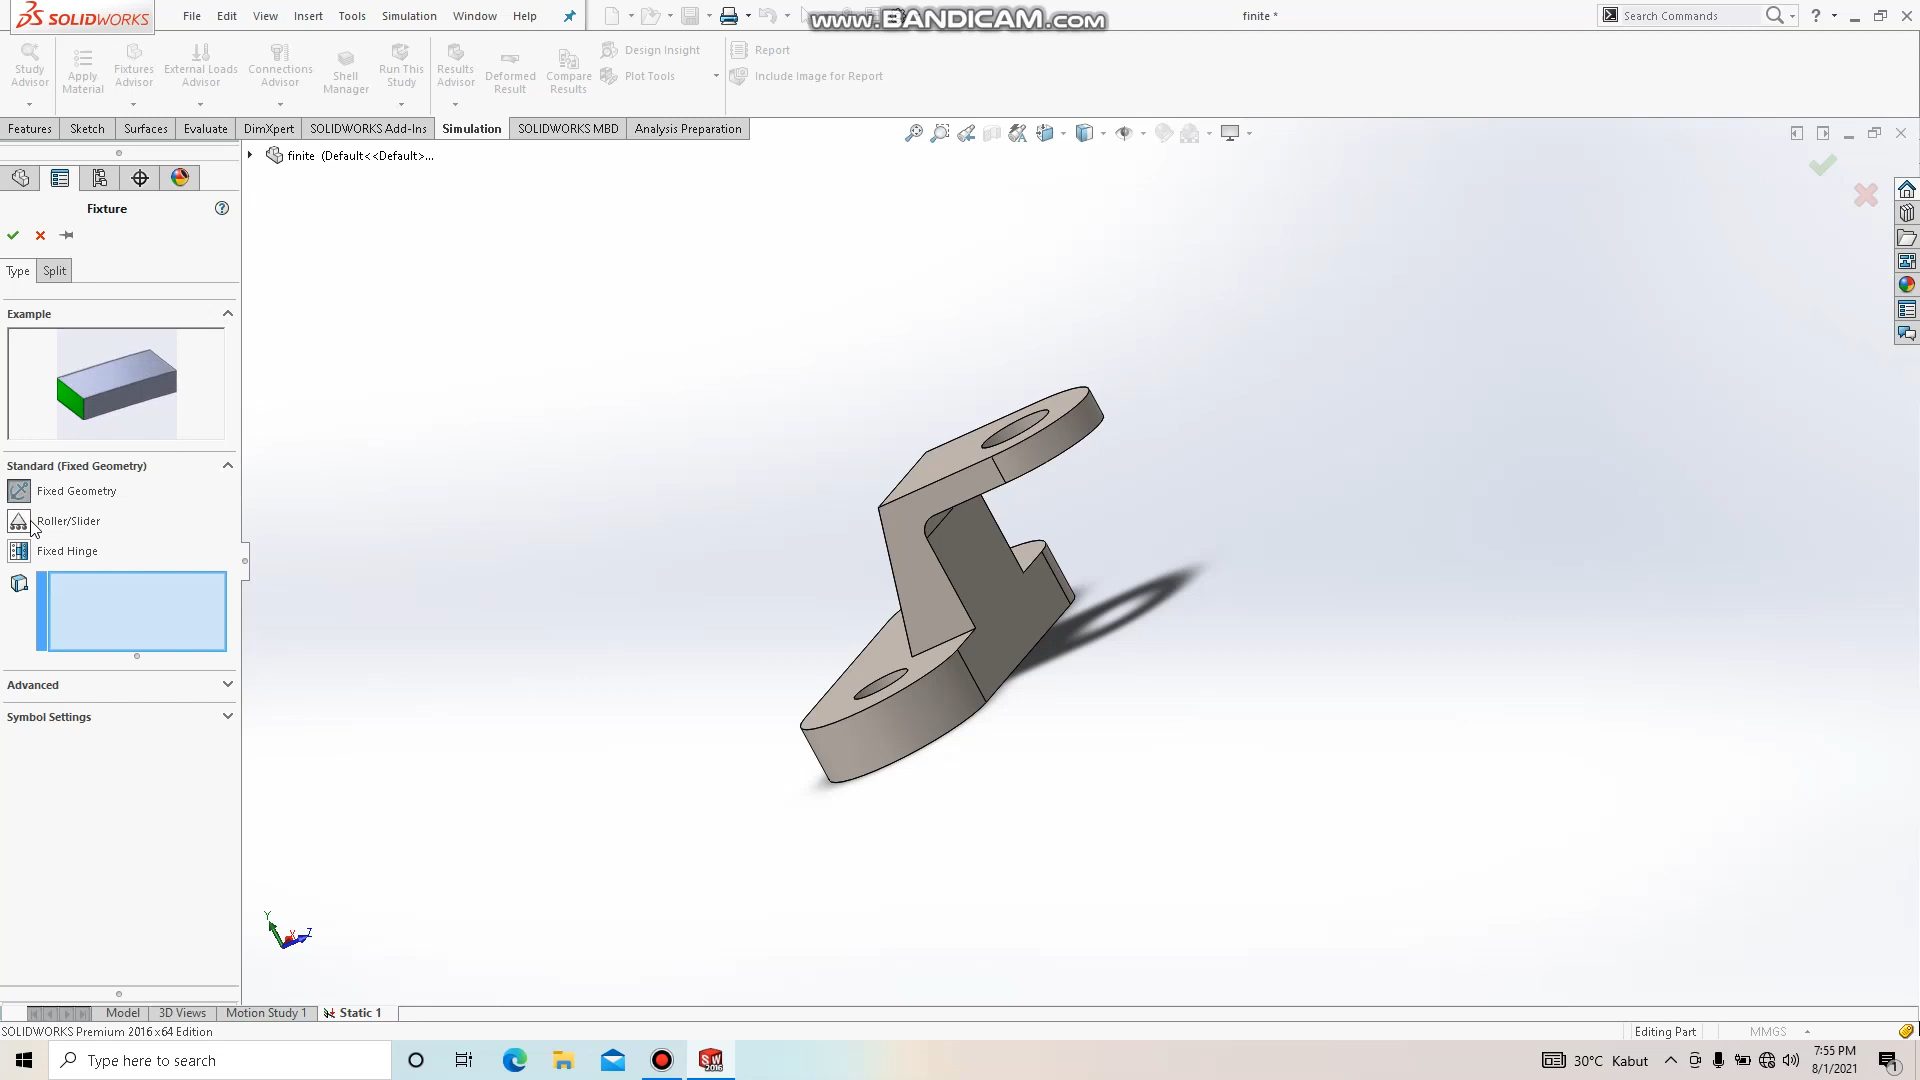 SOLIDWORKS File Edit View Insert Tools Simulation Window Help
www.BANDICAM.com
finite *
Search Commands
Study Advisor
Apply Material
Fixtures Advisor
External Loads Advisor
Connections Advisor
Shell Manager
Run This Study
Results Advisor
Deformed Result
Compare Results
Design Insight
Plot Tools
Report
Include Image for Report
Features Sketch Surfaces Evaluate DimXpert SOLIDWORKS Add-Ins Simulation SOLIDWORKS MBD Analysis Preparation
finite (Default<<Default>...
Fixture
Type Split
Example
Standard (Fixed Geometry)
Fixed Geometry
Roller/Slider
Fixed Hinge
Advanced
Symbol Settings
Y
X
Z
Model 3D Views Motion Study 1 Static 1
SOLIDWORKS Premium 2016 x64 Edition
Editing Part
MMGS
Type here to search
SW 2016
30°C Kabut
7:55 PM
8/1/2021
1